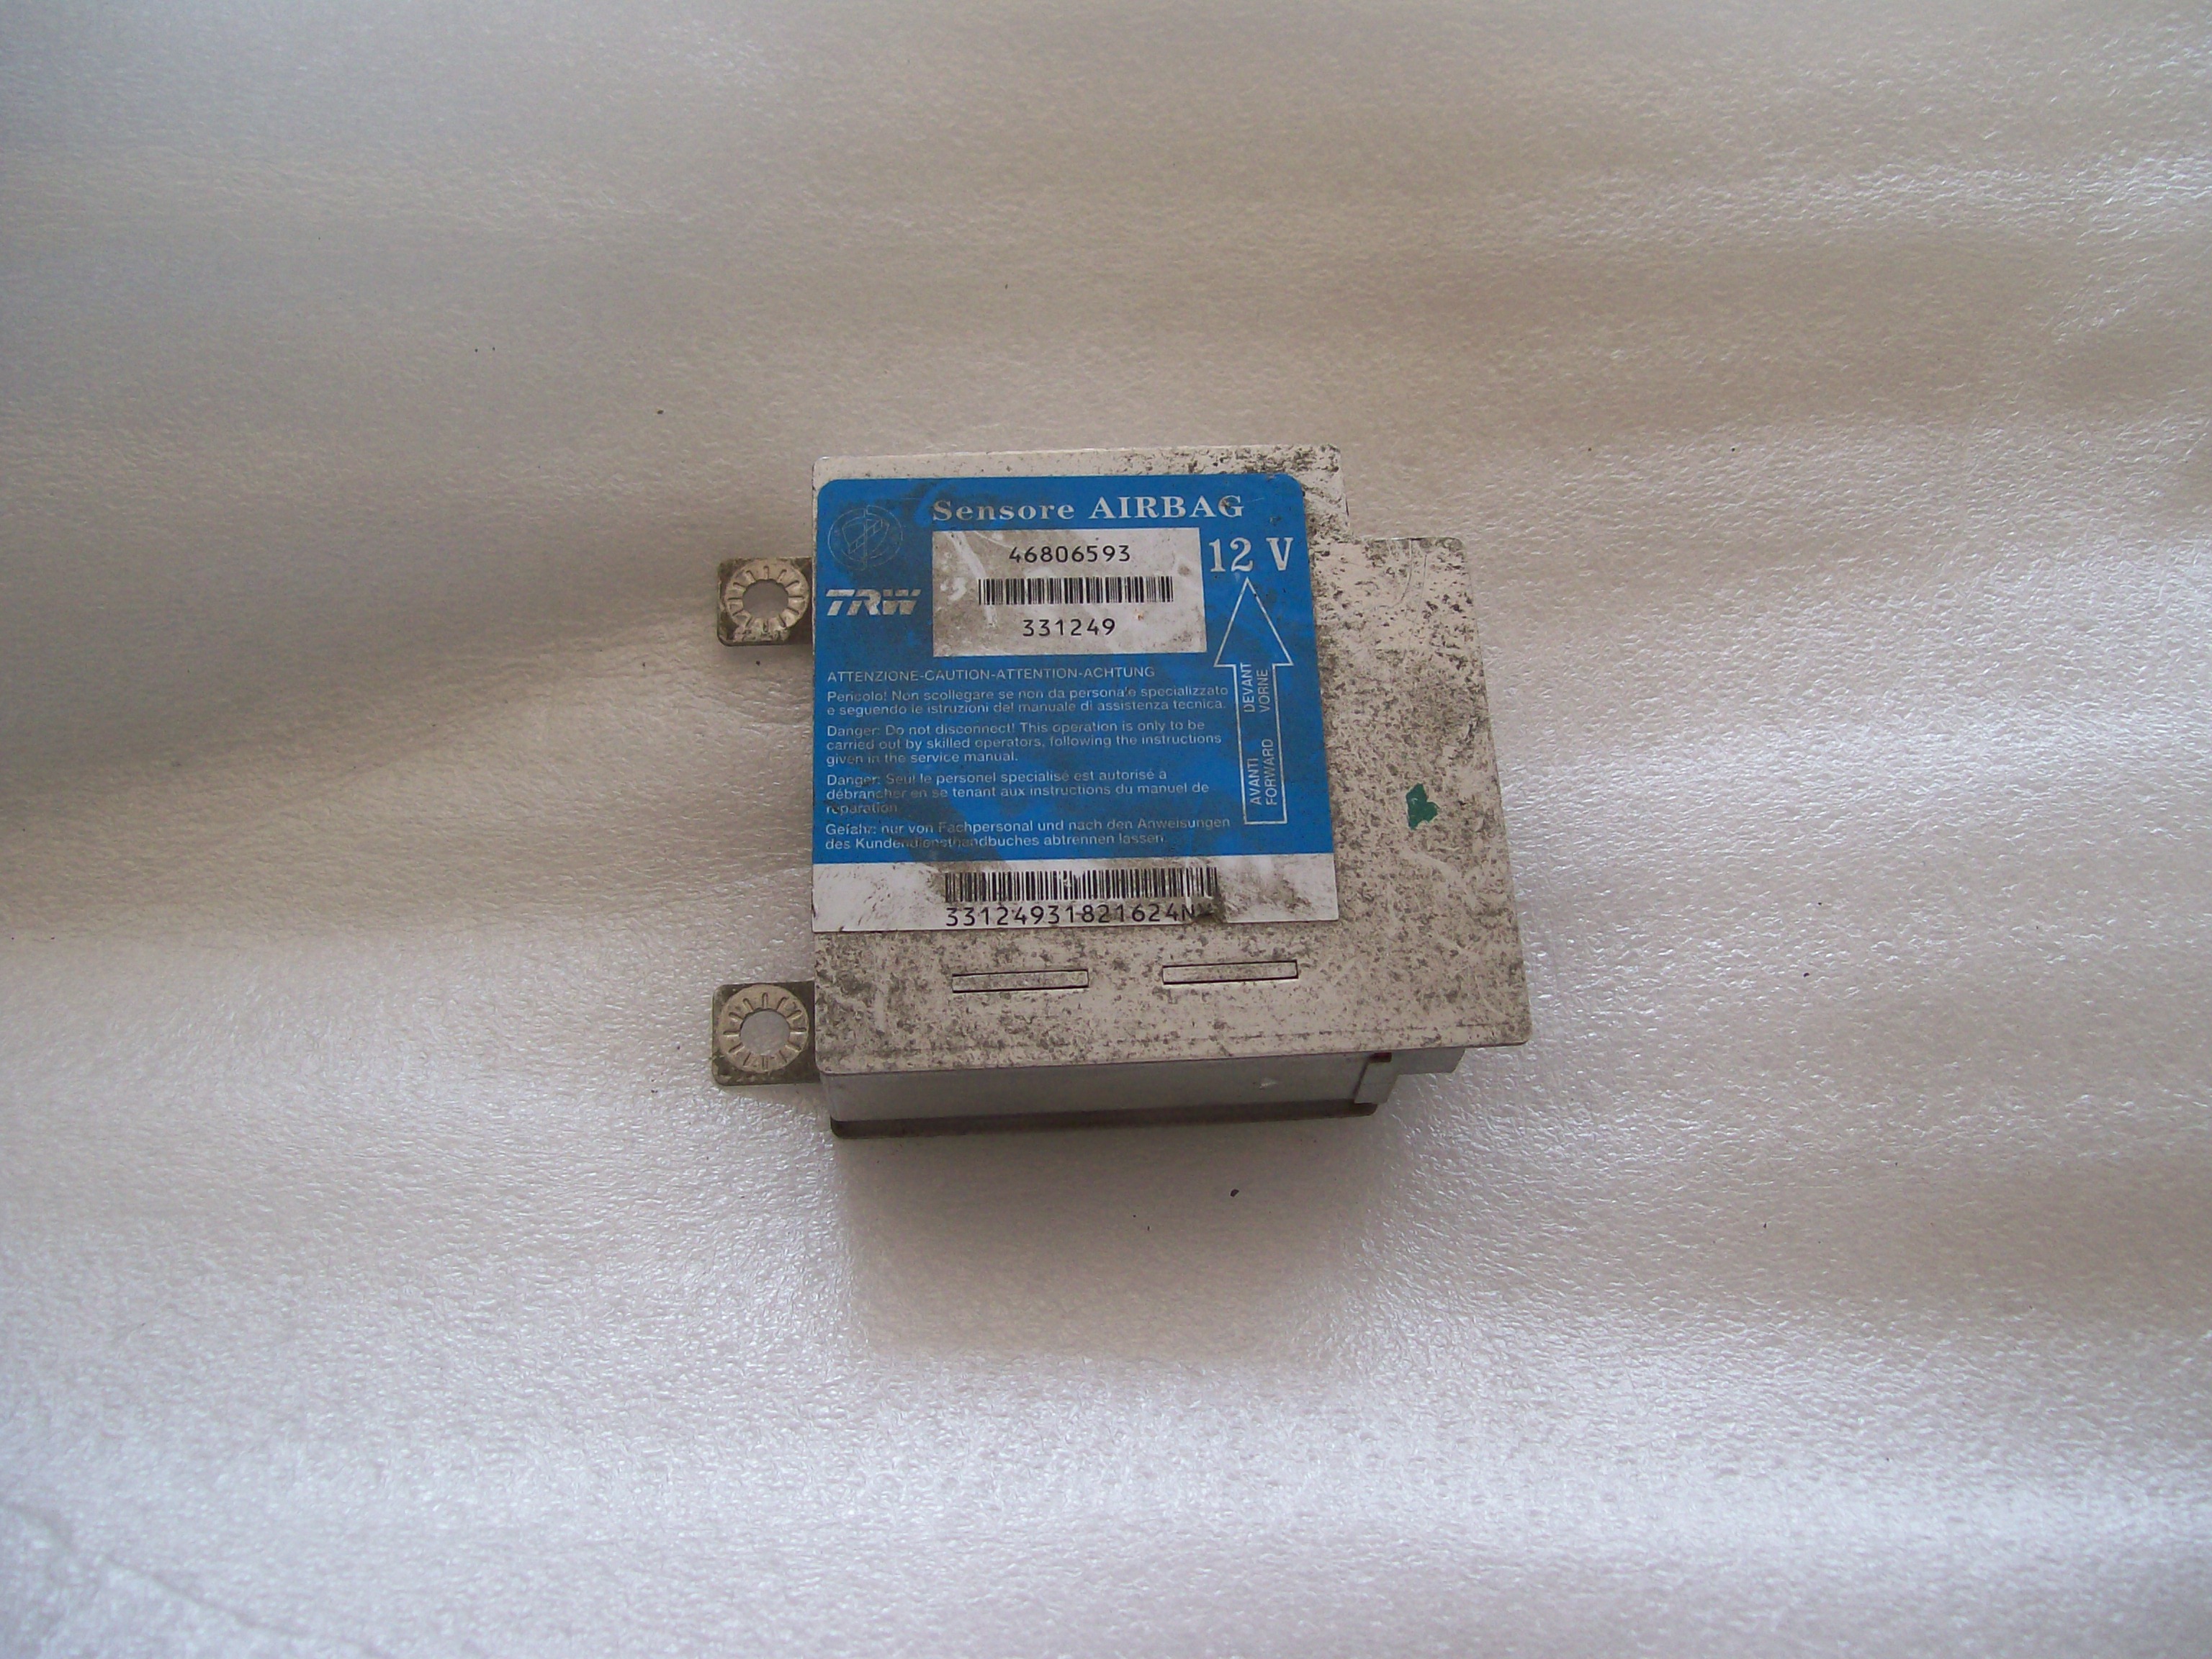 Sensore AIRBAG
46806593
12 V
TRW
331249
ATTENZIONE-CAUTION-ATTENTION-ACHTUNG
Pericolo! Non scollegare se non da personale specializzato
e seguendo le istruzioni del manuale di assistenza tecnica.
Danger: Do not disconnect! This operation is only to be
carried out by skilled operators, following the instructions
given in the service manual.
Danger: Seul le personel specialisé est autorisé a
débrancher en se tenant aux instructions du manuel de
reparation
Gefahr: nur von Fachpersonal und nach den Anweisungen
des Kundendiensthandbuches abtrennen lassen
AVANTI DEVANT
FORWARD VORNE
33124931821624N